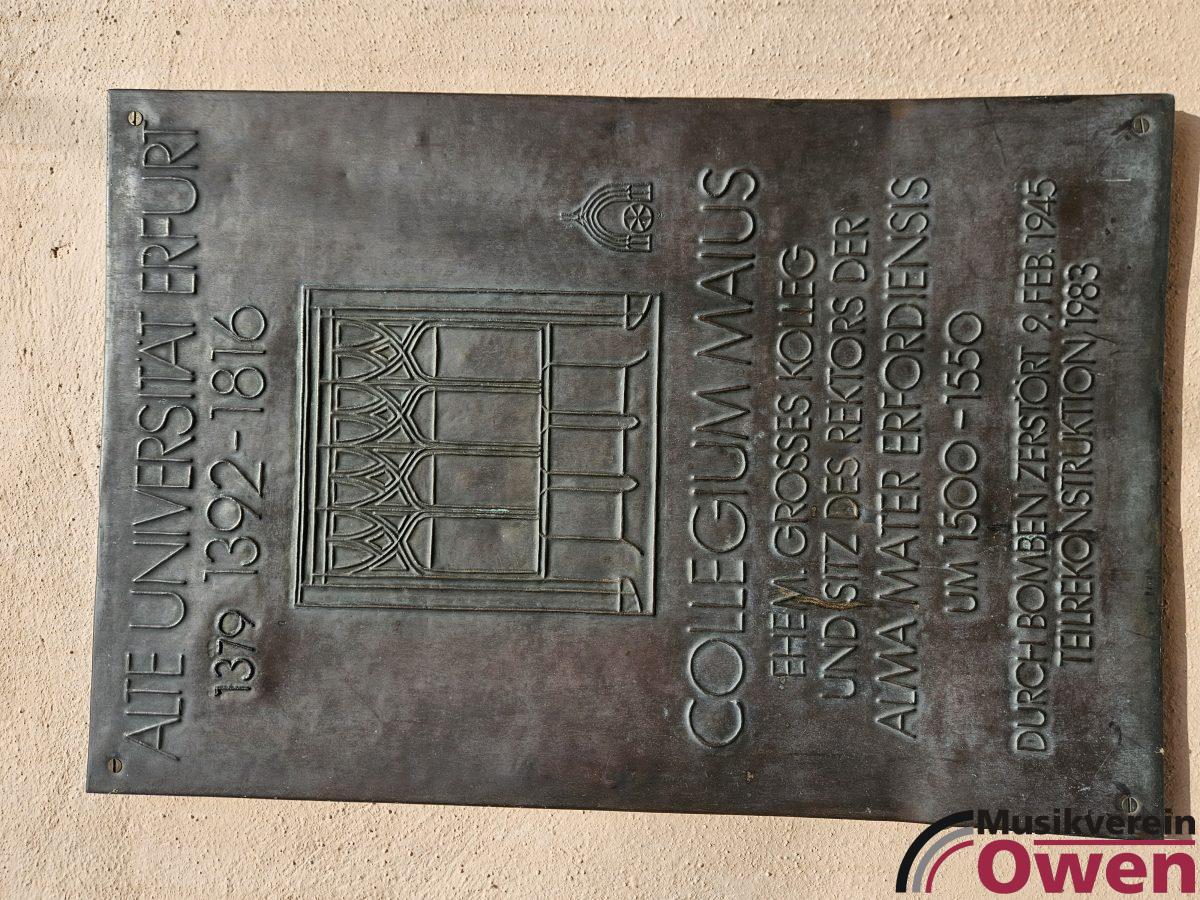 ALTE UNIVERSITÄT ERFURT
1379 1392-1816
COLLEGIUM MAIUS
EHEM. GROSSES KOLLEG
UND SITZ DES REKTORS DER
ALMA MATER ERFORDIENSIS
UM 1500-1550
DURCH BOMBEN ZERSTÖRT 9. FEB. 1945
TEILREKONSTRUKTION 1983
Musikverein
Owen